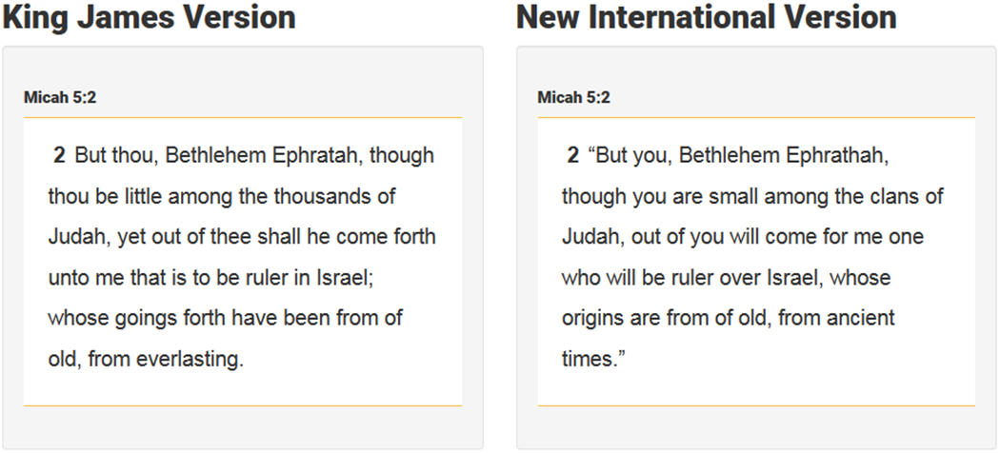 King James Version
Micah 5:2
2 But thou, Bethlehem Ephratah, though
thou be little among the thousands of
Judah, yet out of thee shall he come forth
unto me that is to be ruler in Israel;
whose goings forth have been from of
old, from everlasting.
New International Version
Micah 5:2
2 “But you, Bethlehem Ephrathah,
though you are small among the clans of
Judah, out of you will come for me one
who will be ruler over Israel, whose
origins are from of old, from ancient
times.”